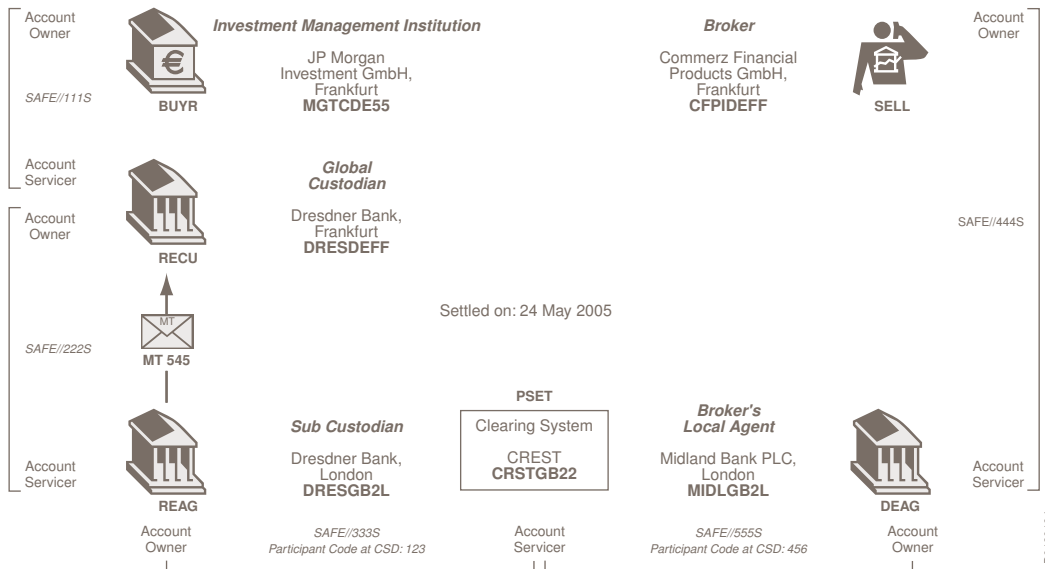 Account
Owner
Investment Management Institution
Broker
Account
Owner
JP Morgan
Investment GmbH,
Frankfurt
MGTCDE55
Commerz Financial
Products GmbH,
Frankfurt
CFPIDEFF
€
SAFE//111S
BUYR
SELL
Account
Servicer
Global
Custodian
Account
Owner
Dresdner Bank,
Frankfurt
DRESDEFF
SAFE//444S
RECU
Settled on: 24 May 2005
MT
SAFE//222S
MT 545
PSET
Sub Custodian
Clearing System
Broker's
Local Agent
Account
Servicer
Dresdner Bank,
London
DRESGB2L
CREST
CRSTGB22
Midland Bank PLC,
London
MIDLGB2L
Account
Servicer
REAG
DEAG
Account
Owner
SAFE//333S
Participant Code at CSD: 123
Account
Servicer
SAFE//555S
Participant Code at CSD: 456
Account
Owner